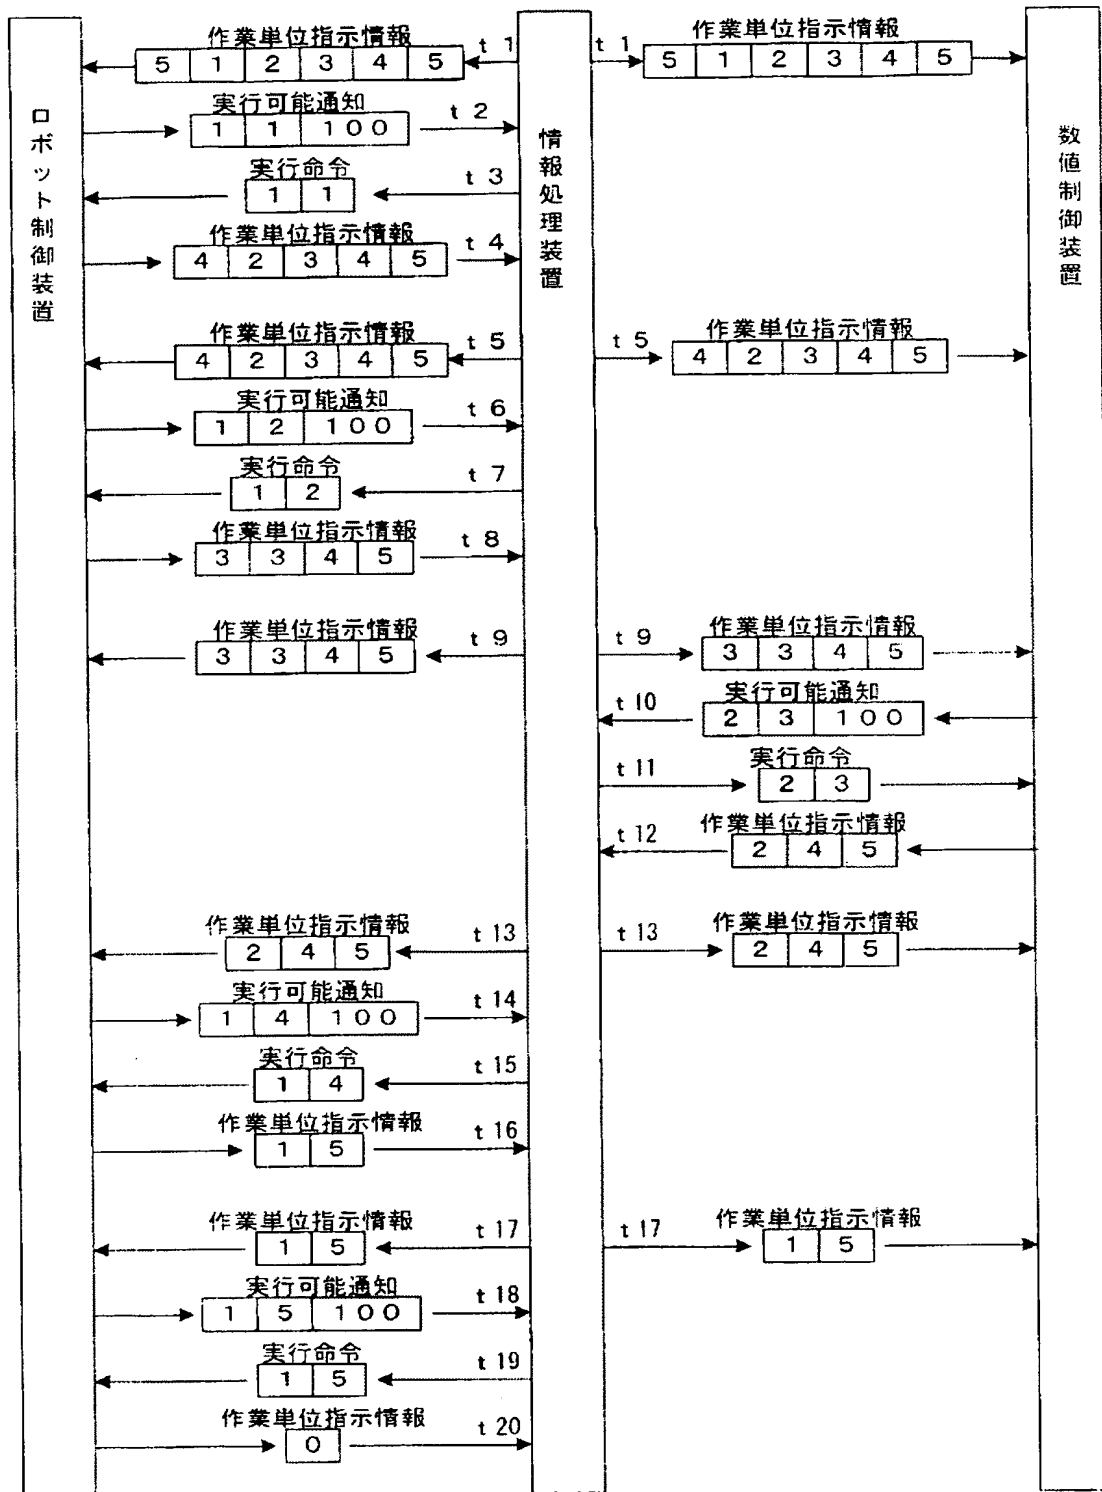 ロボット制御装置
情報処理装置
数値制御装置
作業単位指示情報
t 1
5 1 2 3 4 5
t 1
作業単位指示情報
5 1 2 3 4 5
実行可能通知
t 2
1 1 100
実行命令
t 3
1 1
作業単位指示情報
t 4
4 2 3 4 5
作業単位指示情報
t 5
4 2 3 4 5
t 5
作業単位指示情報
4 2 3 4 5
実行可能通知
t 6
1 2 100
実行命令
t 7
1 2
作業単位指示情報
t 8
3 3 4 5
作業単位指示情報
t 9
3 3 4 5
t 9
作業単位指示情報
3 3 4 5
t 10
実行可能通知
2 3 100
t 11
実行命令
2 3
t 12
作業単位指示情報
2 4 5
作業単位指示情報
t 13
2 4 5
t 13
作業単位指示情報
2 4 5
実行可能通知
t 14
1 4 100
実行命令
t 15
1 4
作業単位指示情報
t 16
1 5
作業単位指示情報
t 17
1 5
t 17
作業単位指示情報
1 5
実行可能通知
t 18
1 5 100
実行命令
t 19
1 5
作業単位指示情報
t 20
0